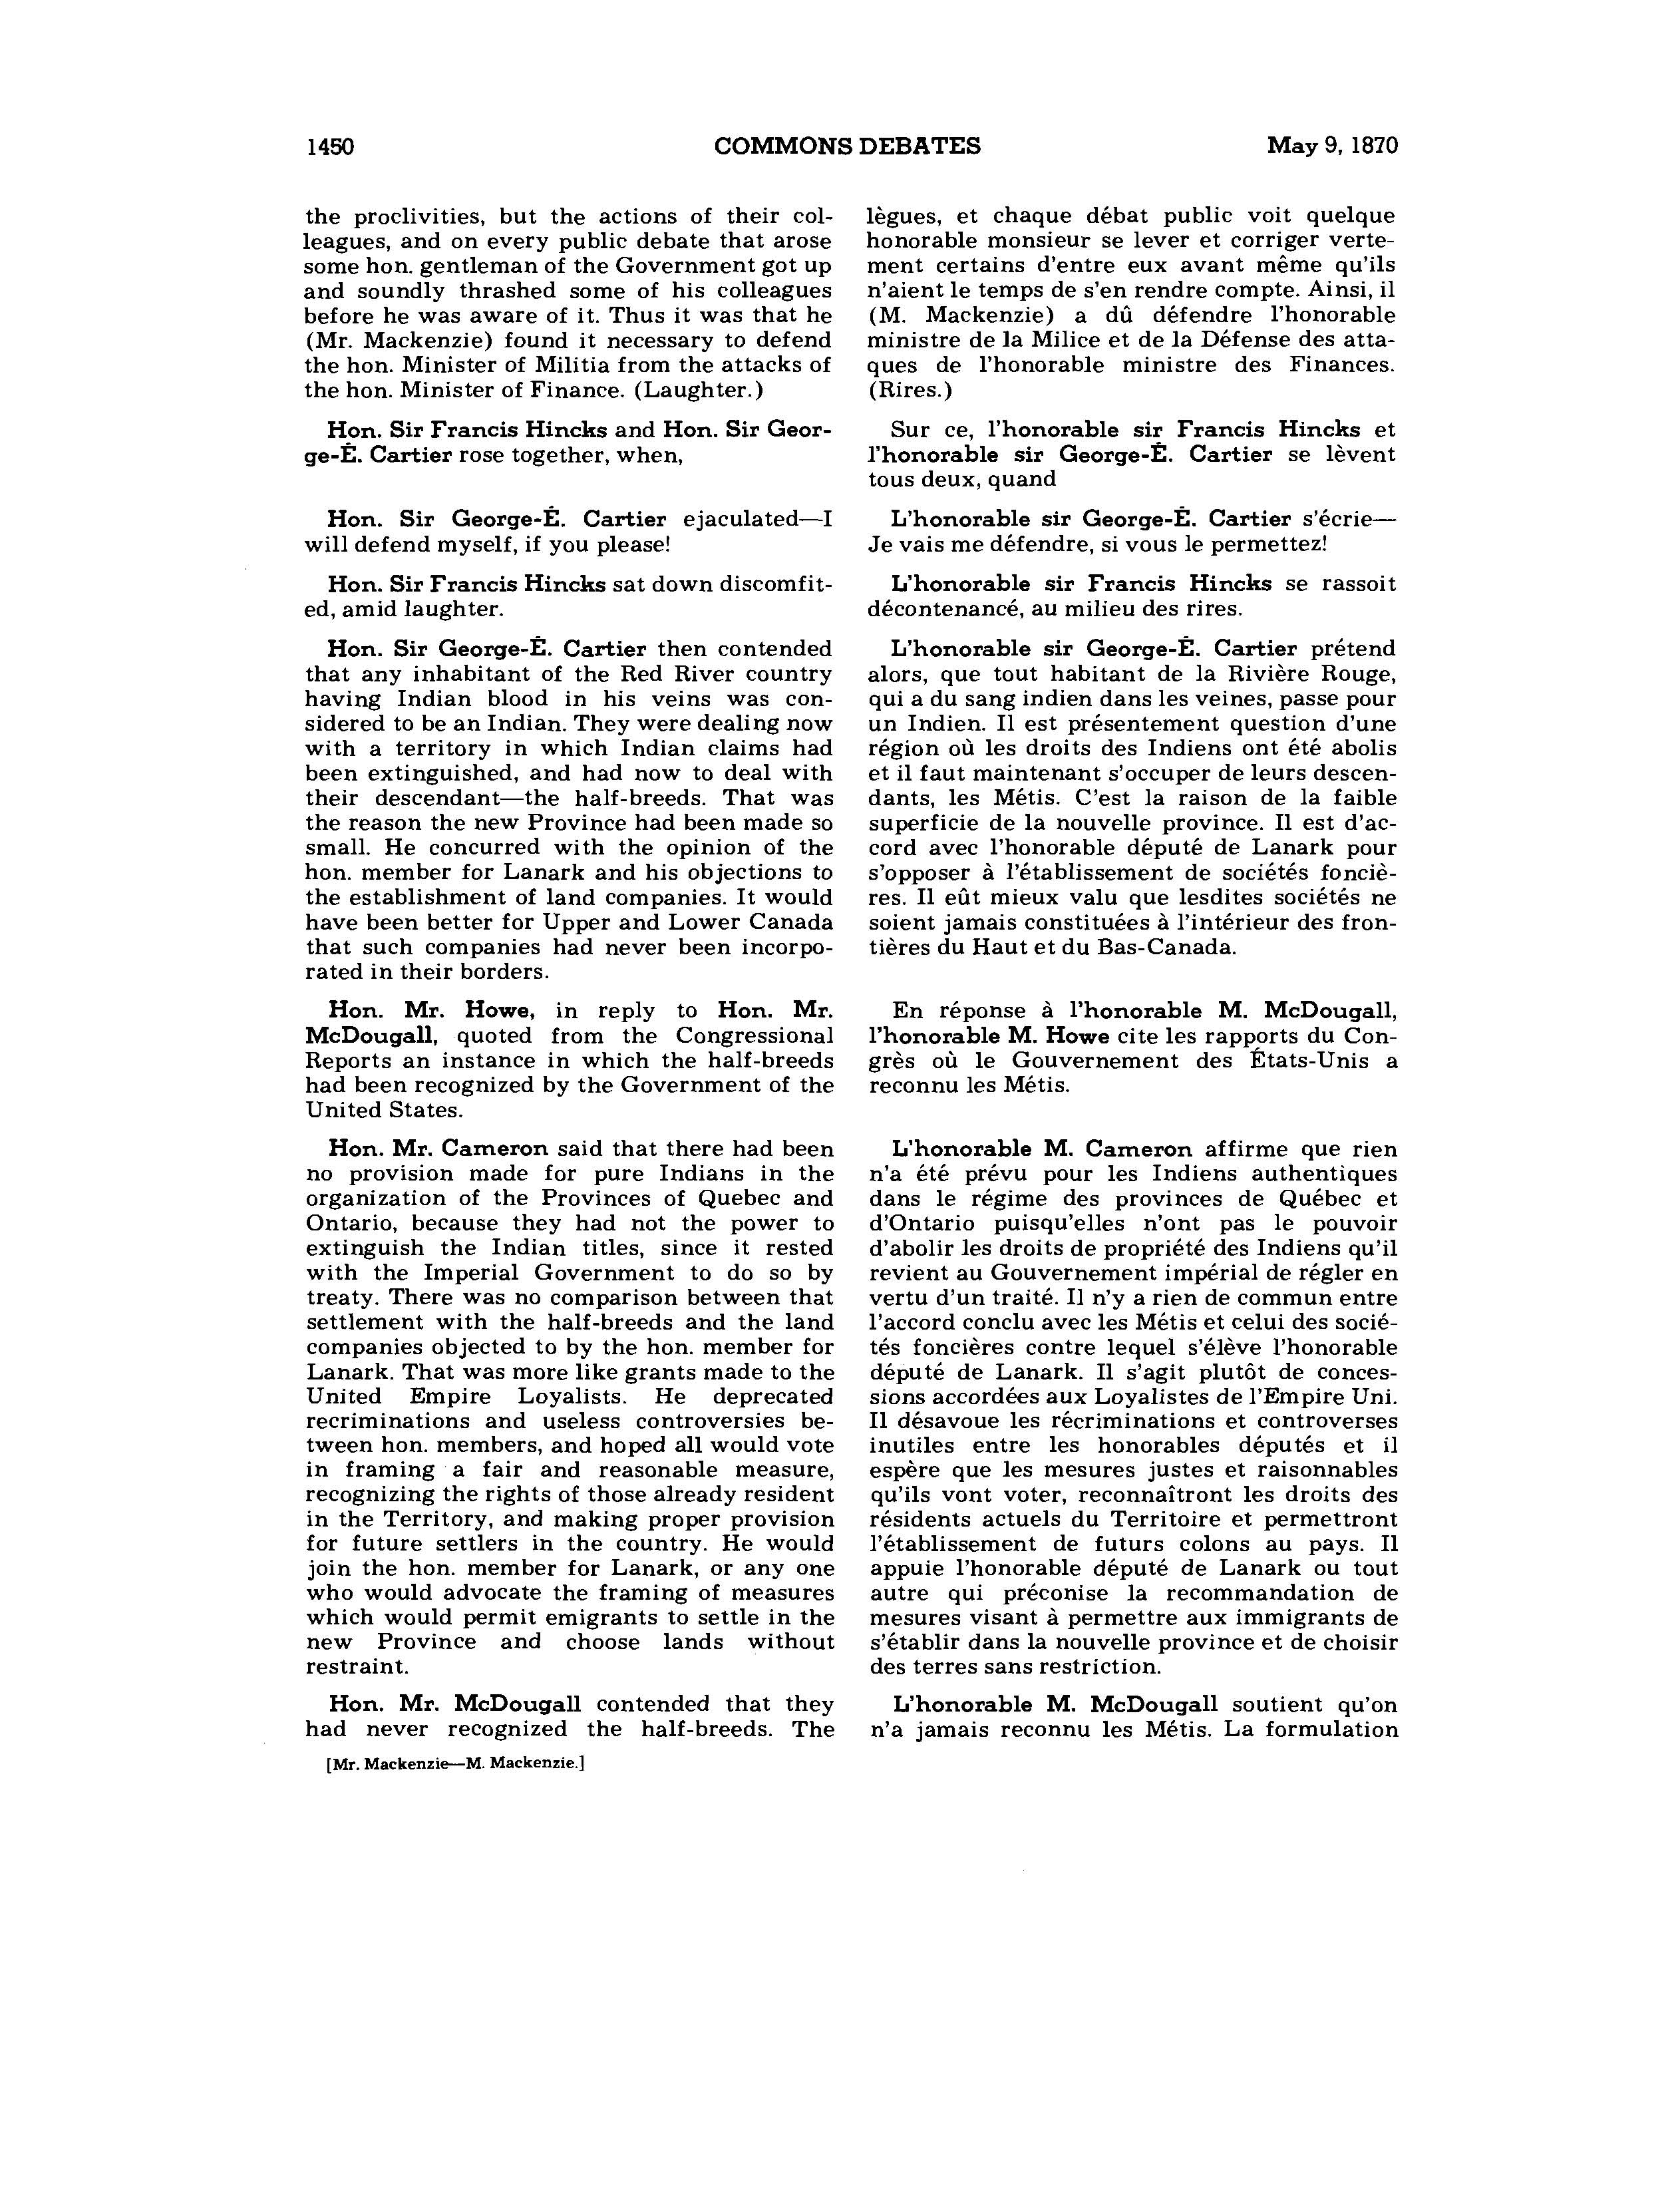 1450
COMMONS DEBATES
May 9, 1870
the proclivities, but the actions of their col-
leagues, and on every public debate that arose
some hon. gentleman of the Government got up
and soundly thrashed some of his colleagues
before he was aware of it. Thus it was that he
(Mr. Mackenzie) found it necessary to defend
the hon. Minister of Militia from the attacks of
the hon. Minister of Finance. (Laughter.)
Hon. Sir Francis Hincks and Hon. Sir Geor-
ge-É. Cartier rose together, when,
Hon. Sir George-É. Cartier ejaculated—I
will defend myself, if you please!
Hon. Sir Francis Hincks sat down discomfit-
ed, amid laughter.
Hon. Sir George-É. Cartier then contended
that any inhabitant of the Red River country
having Indian blood in his veins was con-
sidered to be an Indian. They were dealing now
with a territory in which Indian claims had
been extinguished, and had now to deal with
their descendant—the half-breeds. That was
the reason the new Province had been made so
small. He concurred with the opinion of the
hon. member for Lanark and his objections to
the establishment of land companies. It would
have been better for Upper and Lower Canada
that such companies had never been incorpo-
rated in their borders.
Hon. Mr. Howe, in reply to Hon. Mr.
McDougall, quoted from the Congressional
Reports an instance in which the half-breeds
had been recognized by the Government of the
United States.
Hon. Mr. Cameron said that there had been
no provision made for pure Indians in the
organization of the Provinces of Quebec and
Ontario, because they had not the power to
extinguish the Indian titles, since it rested
with the Imperial Government to do so by
treaty. There was no comparison between that
settlement with the half-breeds and the land
companies objected to by the hon. member for
Lanark. That was more like grants made to the
United Empire Loyalists. He deprecated
recriminations and useless controversies be-
tween hon. members, and hoped all would vote
in framing a fair and reasonable measure,
recognizing the rights of those already resident
in the Territory, and making proper provision
for future settlers in the country. He would
join the hon. member for Lanark, or any one
who would advocate the framing of measures
which would permit emigrants to settle in the
new Province and choose lands without
restraint.
Hon. Mr. McDougall contended that they
had never recognized the half-breeds. The
[Mr. Mackenzie—M. Mackenzie.]
lègues, et chaque débat public voit quelque
honorable monsieur se lever et corriger verte-
ment certains d'entre eux avant même qu'ils
n'aient le temps de s'en rendre compte. Ainsi, il
(M. Mackenzie) a dû défendre l'honorable
ministre de la Milice et de la Défense des atta-
ques de l'honorable ministre des Finances.
(Rires.)
Sur ce, l'honorable sir Francis Hincks et
l'honorable sir George-É. Cartier se lèvent
tous deux, quand
L'honorable sir George-É. Cartier s'écrie—
Je vais me défendre, si vous le permettez!
L'honorable sir Francis Hincks se rassoit
décontenancé, au milieu des rires.
L'honorable sir George-É. Cartier prétend
alors, que tout habitant de la Rivière Rouge,
qui a du sang indien dans les veines, passe pour
un Indien. Il est présentement question d'une
région où les droits des Indiens ont été abolis
et il faut maintenant s'occuper de leurs descen-
dants, les Métis. C'est la raison de la faible
superficie de la nouvelle province. Il est d'ac-
cord avec l'honorable député de Lanark pour
s'opposer à l'établissement de sociétés fonciè-
res. Il eût mieux valu que lesdites sociétés ne
soient jamais constituées à l'intérieur des fron-
tières du Haut et du Bas-Canada.
En réponse à l'honorable M. McDougall,
l'honorable M. Howe cite les rapports du Con-
grès où le Gouvernement des États-Unis a
reconnu les Métis.
L'honorable M. Cameron affirme que rien
n'a été prévu pour les Indiens authentiques
dans le régime des provinces de Québec et
d'Ontario puisqu'elles n'ont pas le pouvoir
d'abolir les droits de propriété des Indiens qu'il
revient au Gouvernement impérial de régler en
vertu d'un traité. Il n'y a rien de commun entre
l'accord conclu avec les Métis et celui des socié-
tés foncières contre lequel s'élève l'honorable
député de Lanark. Il s'agit plutôt de conces-
sions accordées aux Loyalistes de l'Empire Uni.
Il désavoue les récriminations et controverses
inutiles entre les honorables députés et il
espère que les mesures justes et raisonnables
qu'ils vont voter, reconnaîtront les droits des
résidents actuels du Territoire et permettront
l'établissement de futurs colons au pays. Il
appuie l'honorable député de Lanark ou tout
autre qui préconise la recommandation de
mesures visant à permettre aux immigrants de
s'établir dans la nouvelle province et de choisir
des terres sans restriction.
L'honorable M. McDougall soutient qu'on
n'a jamais reconnu les Métis. La formulation